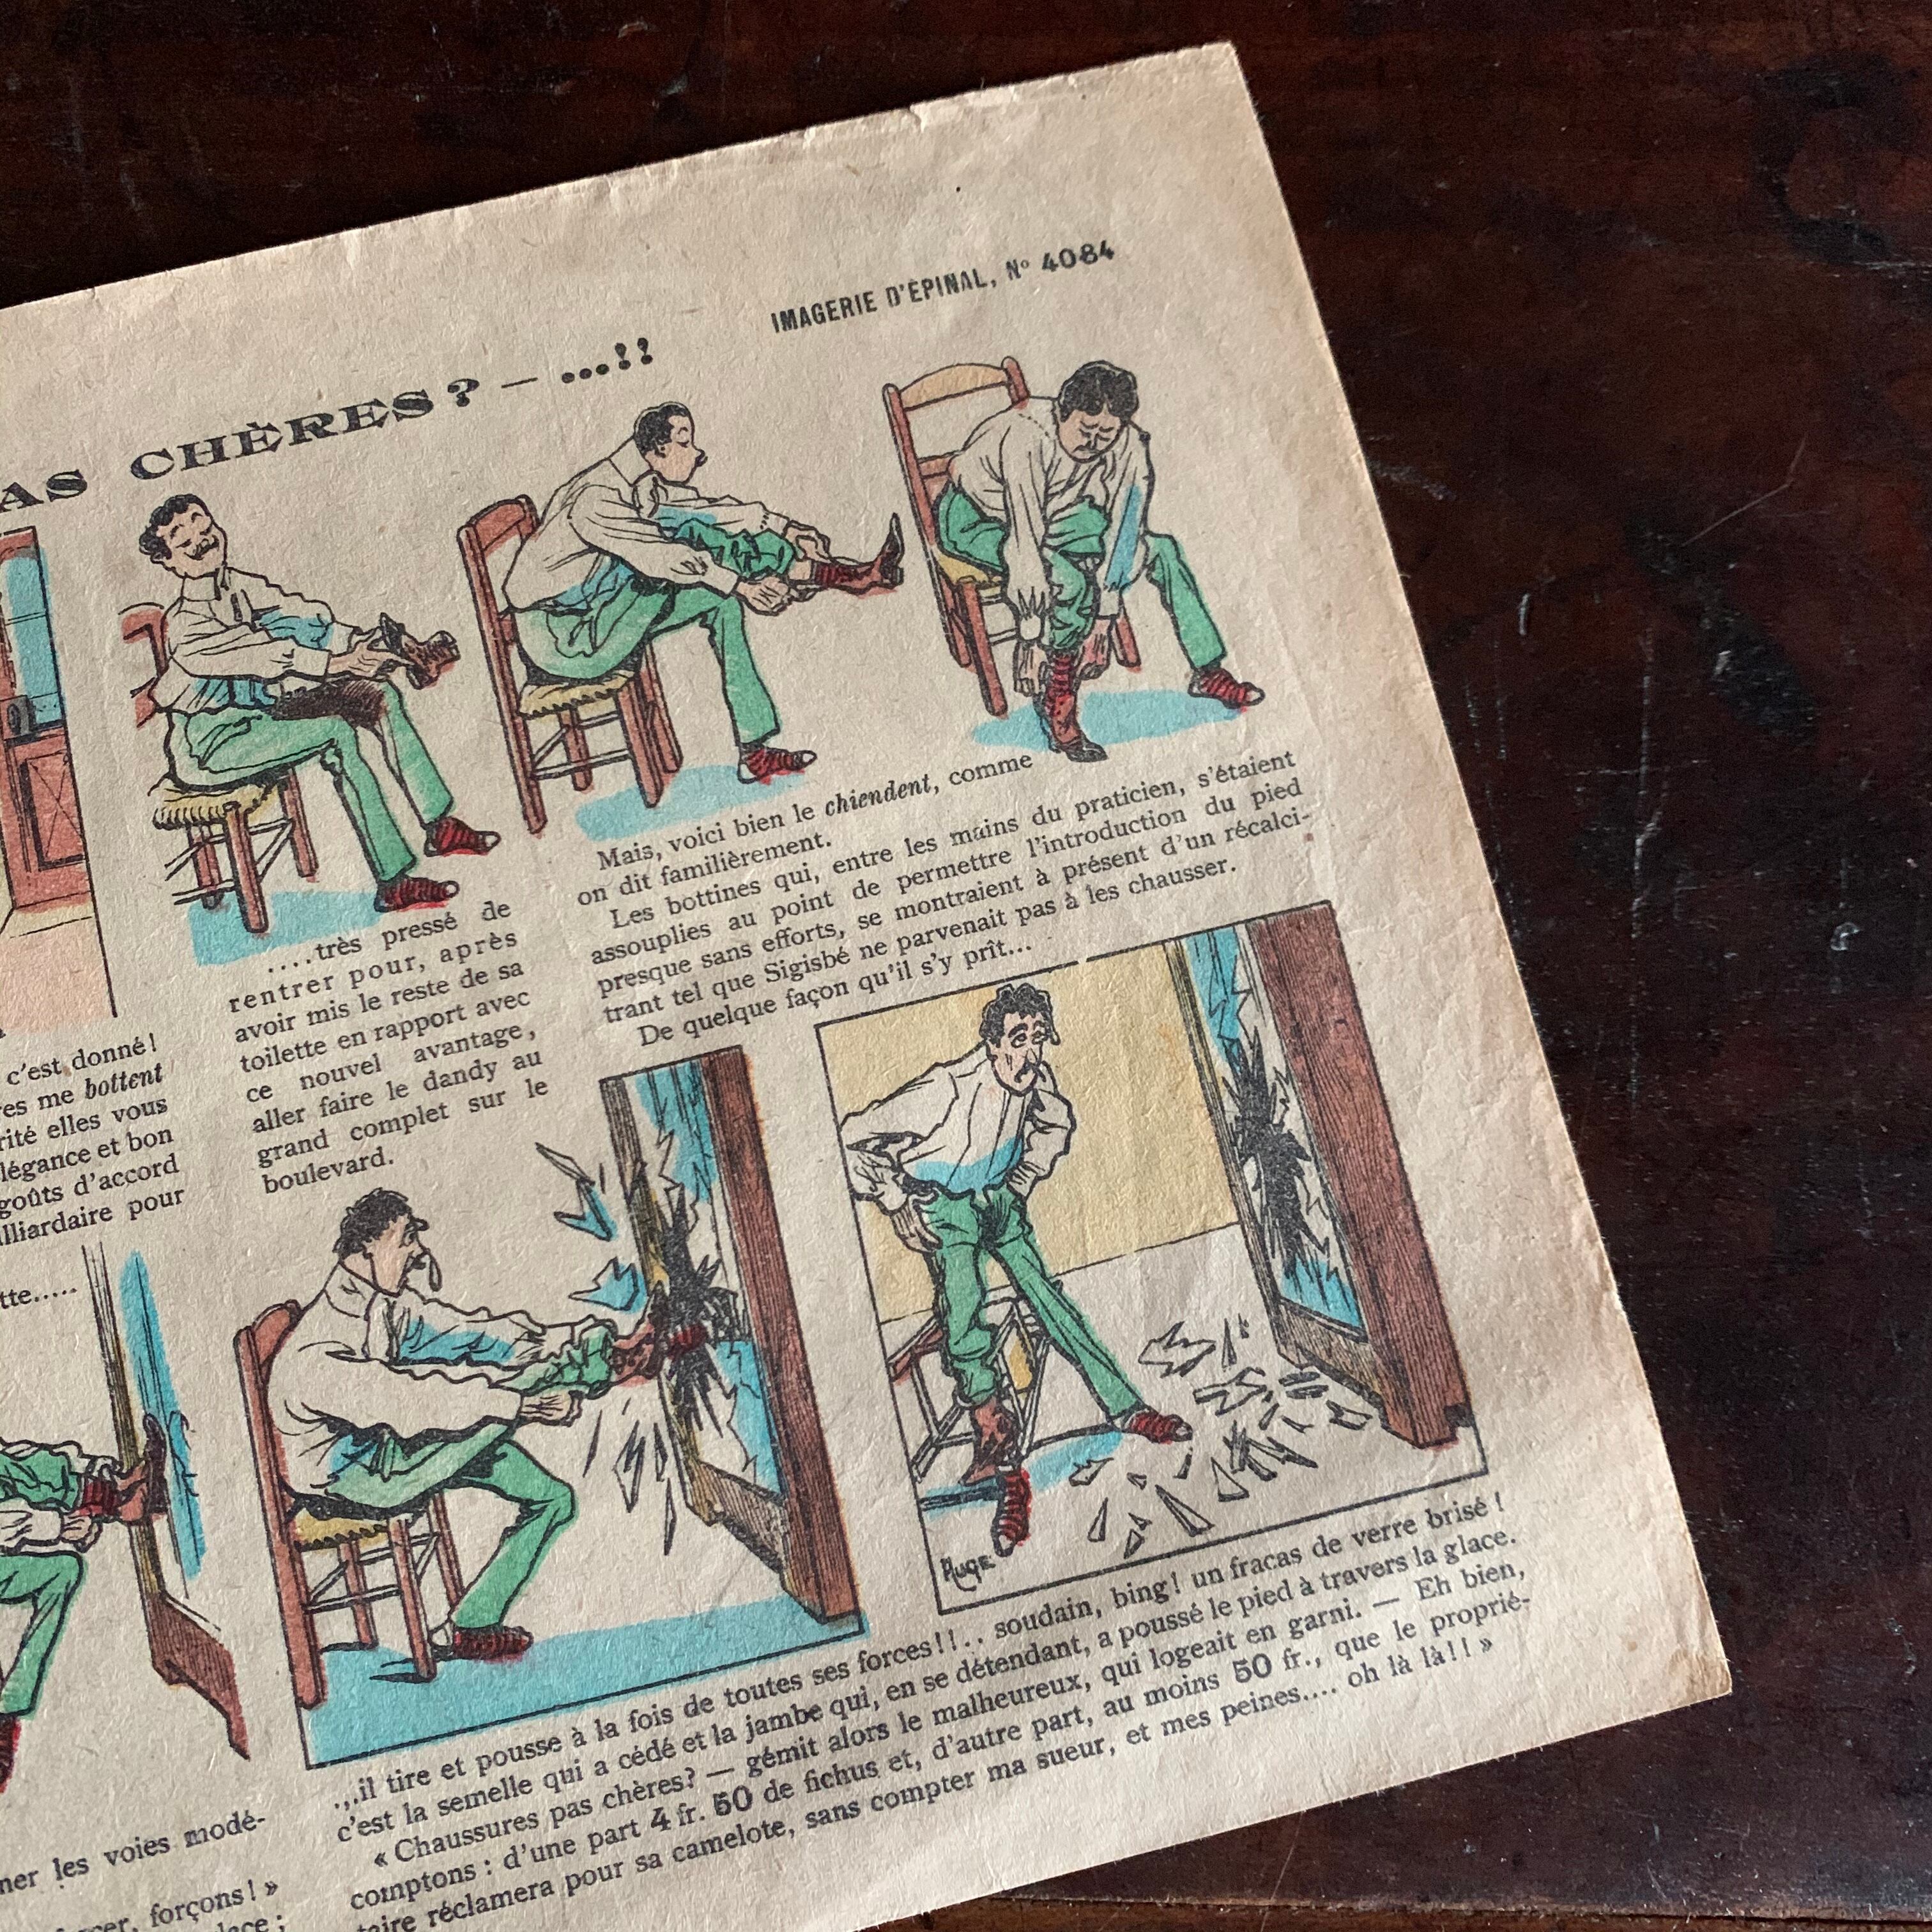 IMAGERIE D'ÉPINAL, N° 4084
CHÈRES ? — ...!!
c'est donné !
me bottent
elles vous
et bon
goûts d'accord
pour
....très pressé de
rentrer pour, après
avoir mis le reste de sa
toilette en rapport avec
ce nouvel avantage,
aller faire le dandy au
grand complet sur le
boulevard.
Mais, voici bien le chiendent, comme
on dit familièrement.
Les bottines qui, entre les mains du praticien, s'étaient
assouplies au point de permettre l'introduction du pied
presque sans efforts, se montraient à présent d'un récalci-
trant tel que Sigisbé ne parvenait pas à les chausser.
De quelque façon qu'il s'y prît...
les voies modé-
forçons ! »
...il tire et pousse à la fois de toutes ses forces !!.. soudain, bing ! un fracas de verre brisé !
c'est la semelle qui a cédé et la jambe qui, en se détendant, a poussé le pied à travers la glace.
« Chaussures pas chères? — gémit alors le malheureux, qui logeait en garni. — Eh bien,
comptons : d'une part 4 fr. 50 de fichus et, d'autre part, au moins 50 fr., que le proprié-
taire réclamera pour sa camelote, sans compter ma sueur, et mes peines.... oh là là !! »